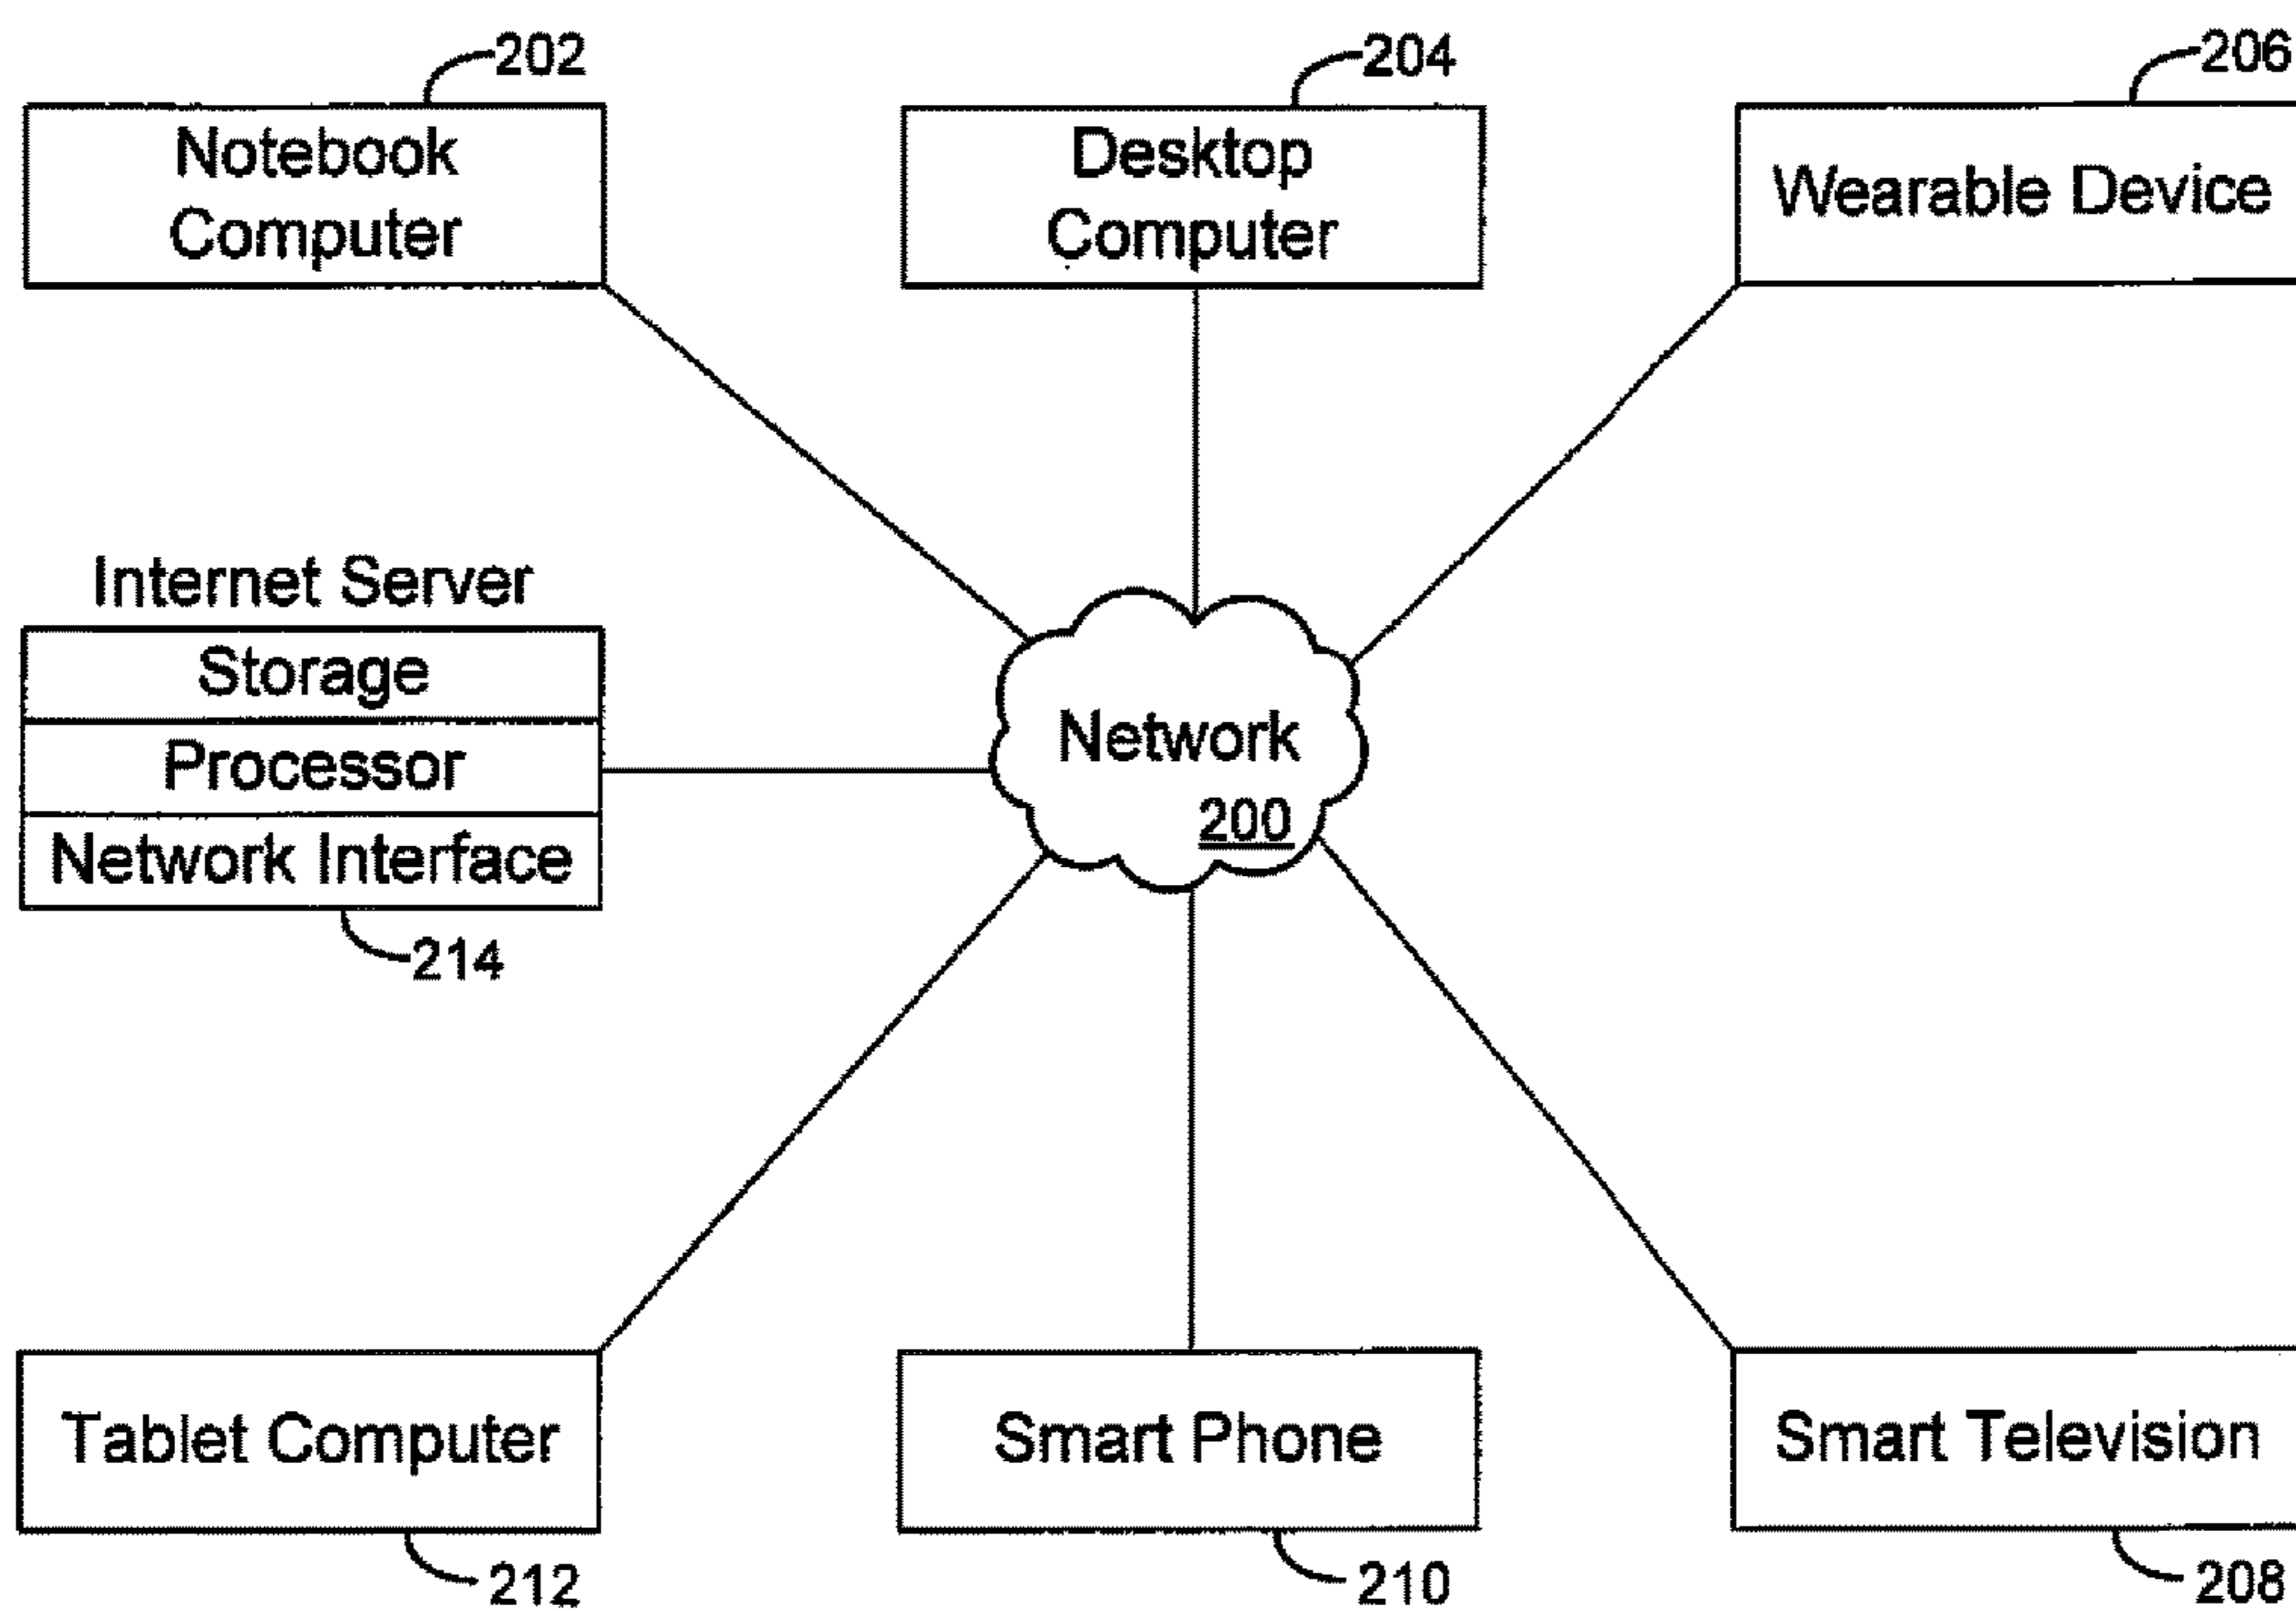 202
204
206
Notebook
Computer
Desktop
Computer
Wearable Device
Internet Server
Storage
Processor
Network Interface
214
Network
200
Tablet Computer
Smart Phone
Smart Television
212
210
208